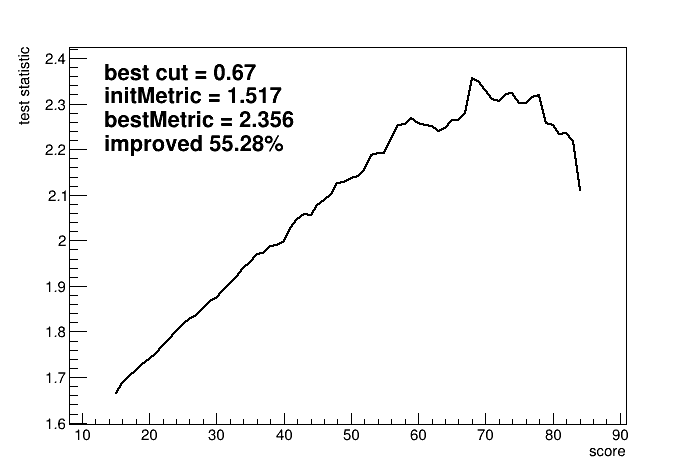 test statistic
best cut = 0.67
initMetric = 1.517
bestMetric = 2.356
improved 55.28%
2.4
2.3
2.2
2.1
2
1.9
1.8
1.7
1.6
10 20 30 40 50 60 70 80 90
score